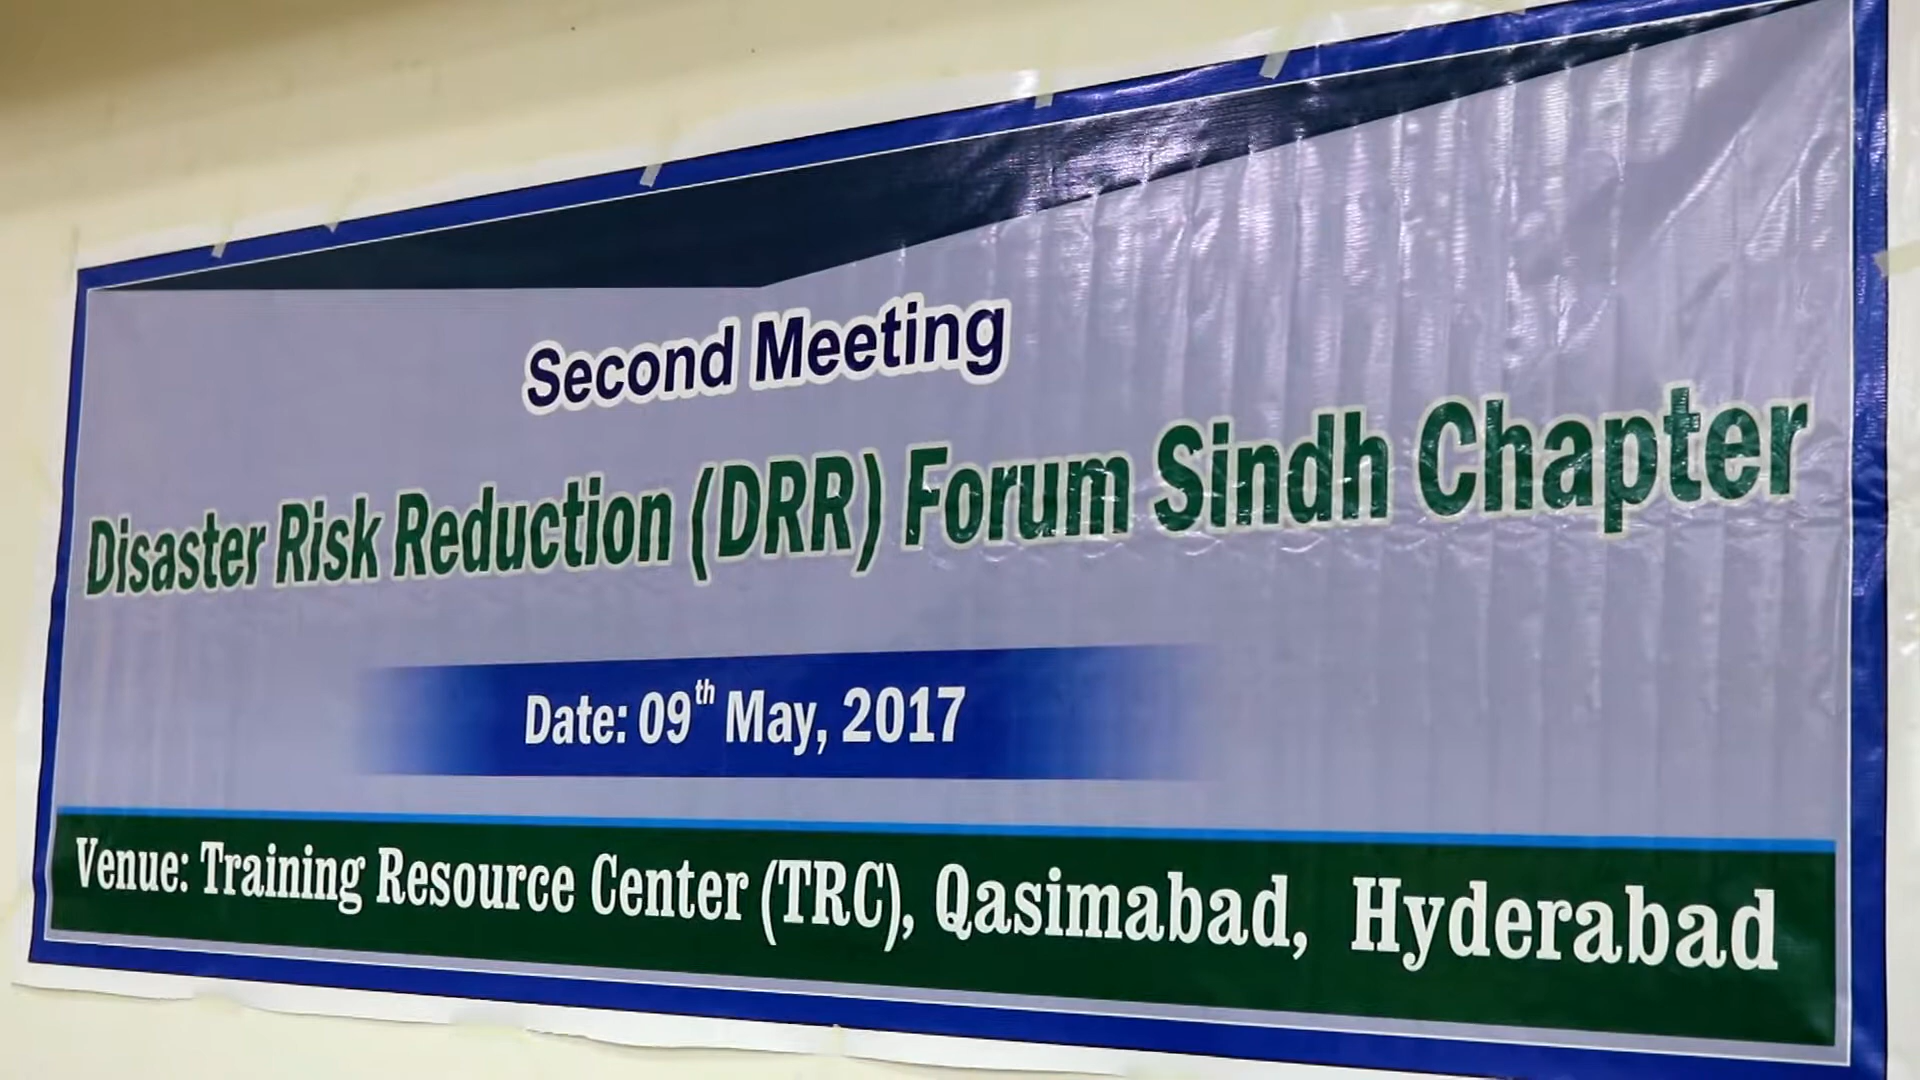 Second Meeting
Disaster Risk Reduction (DRR) Forum Sindh Chapter
Date: 09th May, 2017
Venue: Training Resource Center (TRC), Qasimabad, Hyderabad